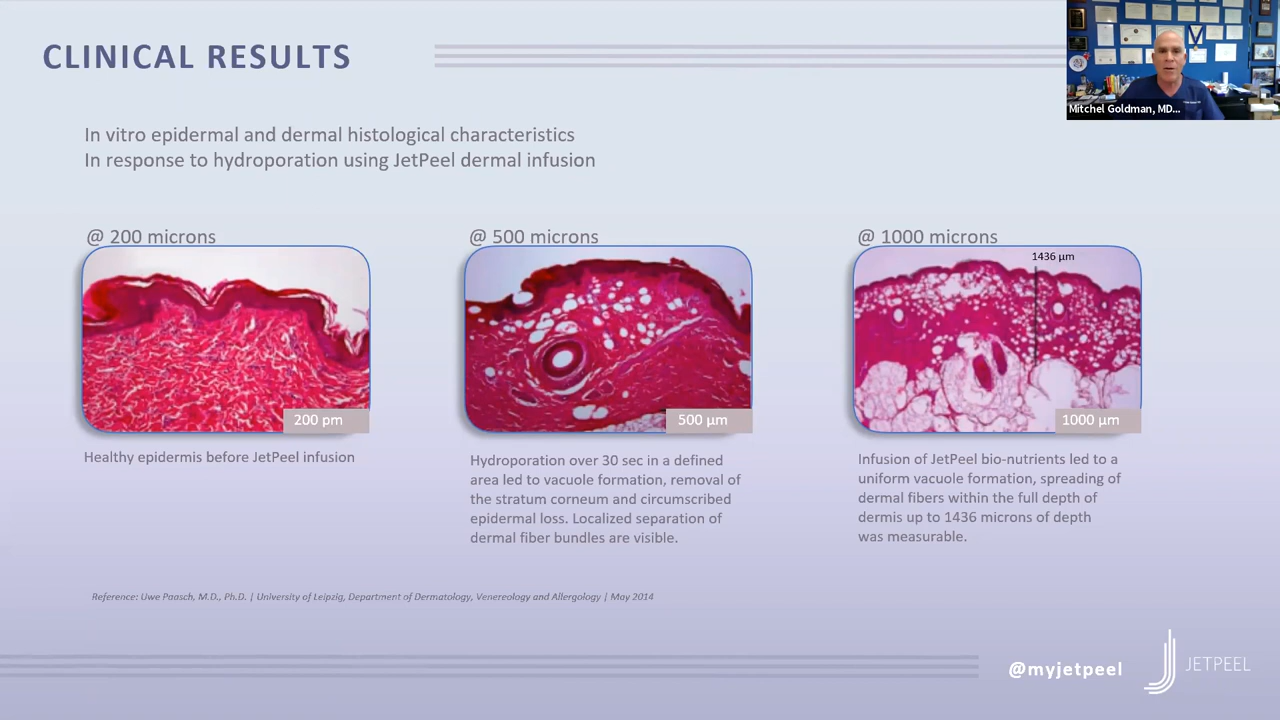 CLINICAL RESULTS
Mitchel Goldman, MD...
In vitro epidermal and dermal histological characteristics
In response to hydroporation using JetPeel dermal infusion
@ 200 microns
200 pm
Healthy epidermis before JetPeel infusion
@ 500 microns
500 µm
Hydroporation over 30 sec in a defined
area led to vacuole formation, removal of
the stratum corneum and circumscribed
epidermal loss. Localized separation of
dermal fiber bundles are visible.
@ 1000 microns
1436 µm
1000 µm
Infusion of JetPeel bio-nutrients led to a
uniform vacuole formation, spreading of
dermal fibers within the full depth of
dermis up to 1436 microns of depth
was measurable.
Reference: Uwe Paasch, M.D., Ph.D. | University of Leipzig, Department of Dermatology, Venereology and Allergology | May 2014
@myjetpeel
JETPEEL